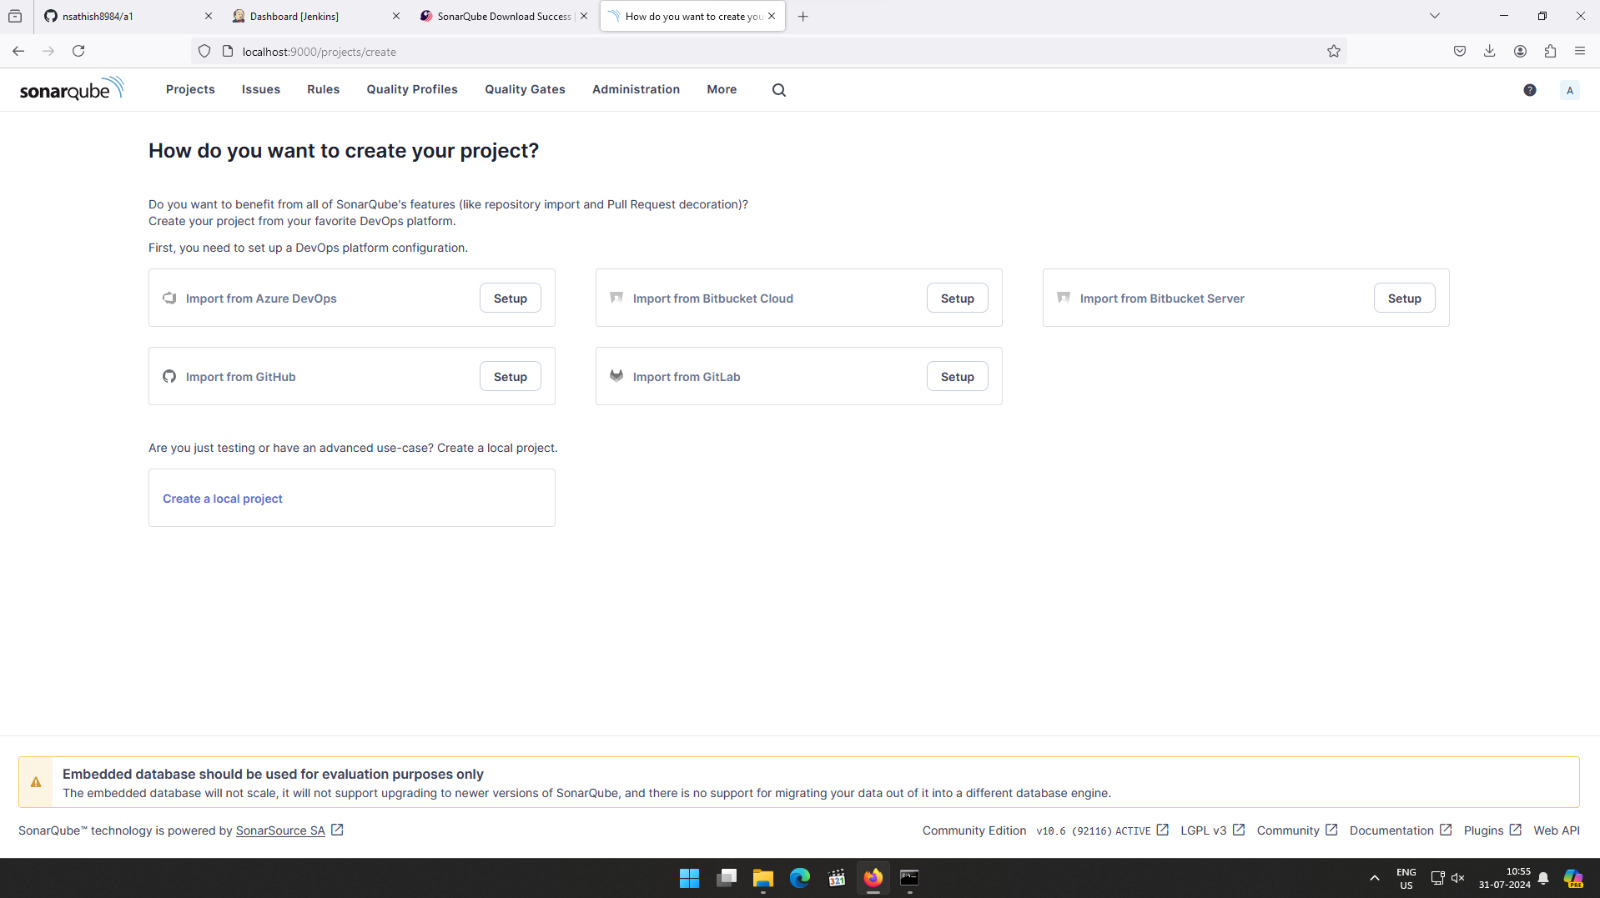 nsathish8984/a1
Dashboard [Jenkins]
SonarQube Download Success
How do you want to create you
localhost:9000/projects/create
sonarqube
Projects
Issues
Rules
Quality Profiles
Quality Gates
Administration
More
?
A
How do you want to create your project?
Do you want to benefit from all of SonarQube's features (like repository import and Pull Request decoration)?
Create your project from your favorite DevOps platform.
First, you need to set up a DevOps platform configuration.
Import from Azure DevOps
Setup
Import from Bitbucket Cloud
Setup
Import from Bitbucket Server
Setup
Import from GitHub
Setup
Import from GitLab
Setup
Are you just testing or have an advanced use-case? Create a local project.
Create a local project
Embedded database should be used for evaluation purposes only
The embedded database will not scale, it will not support upgrading to newer versions of SonarQube, and there is no support for migrating your data out of it into a different database engine.
SonarQube™ technology is powered by SonarSource SA
Community Edition
v10.6 (92116) ACTIVE
LGPL v3
Community
Documentation
Plugins
Web API
321
ENG
US
10:55
31-07-2024
PRE